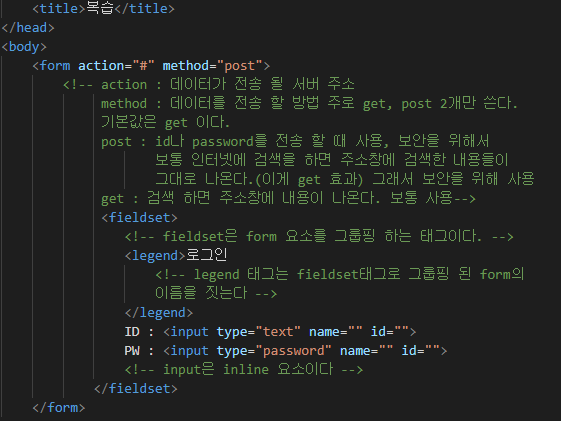 <title>복습</title>
</head>
<body>
<form action="#" method="post">
<!-- action : 데이터가 전송 될 서버 주소
method : 데이터를 전송 할 방법 주로 get, post 2개만 쓴다.
기본값은 get 이다.
post : id나 password를 전송 할 때 사용, 보안을 위해서
보통 인터넷에 검색을 하면 주소창에 검색한 내용들이
그대로 나온다.(이게 get 효과) 그래서 보안을 위해 사용
get : 검색 하면 주소창에 내용이 나온다. 보통 사용-->
<fieldset>
<!-- fieldset은 form 요소를 그룹핑 하는 태그이다. -->
<legend>로그인
<!-- legend 태그는 fieldset태그로 그룹핑 된 form의
이름을 짓는다 -->
</legend>
ID : <input type="text" name="" id="">
PW : <input type="password" name="" id="">
<!-- input은 inline 요소이다 -->
</fieldset>
</form>